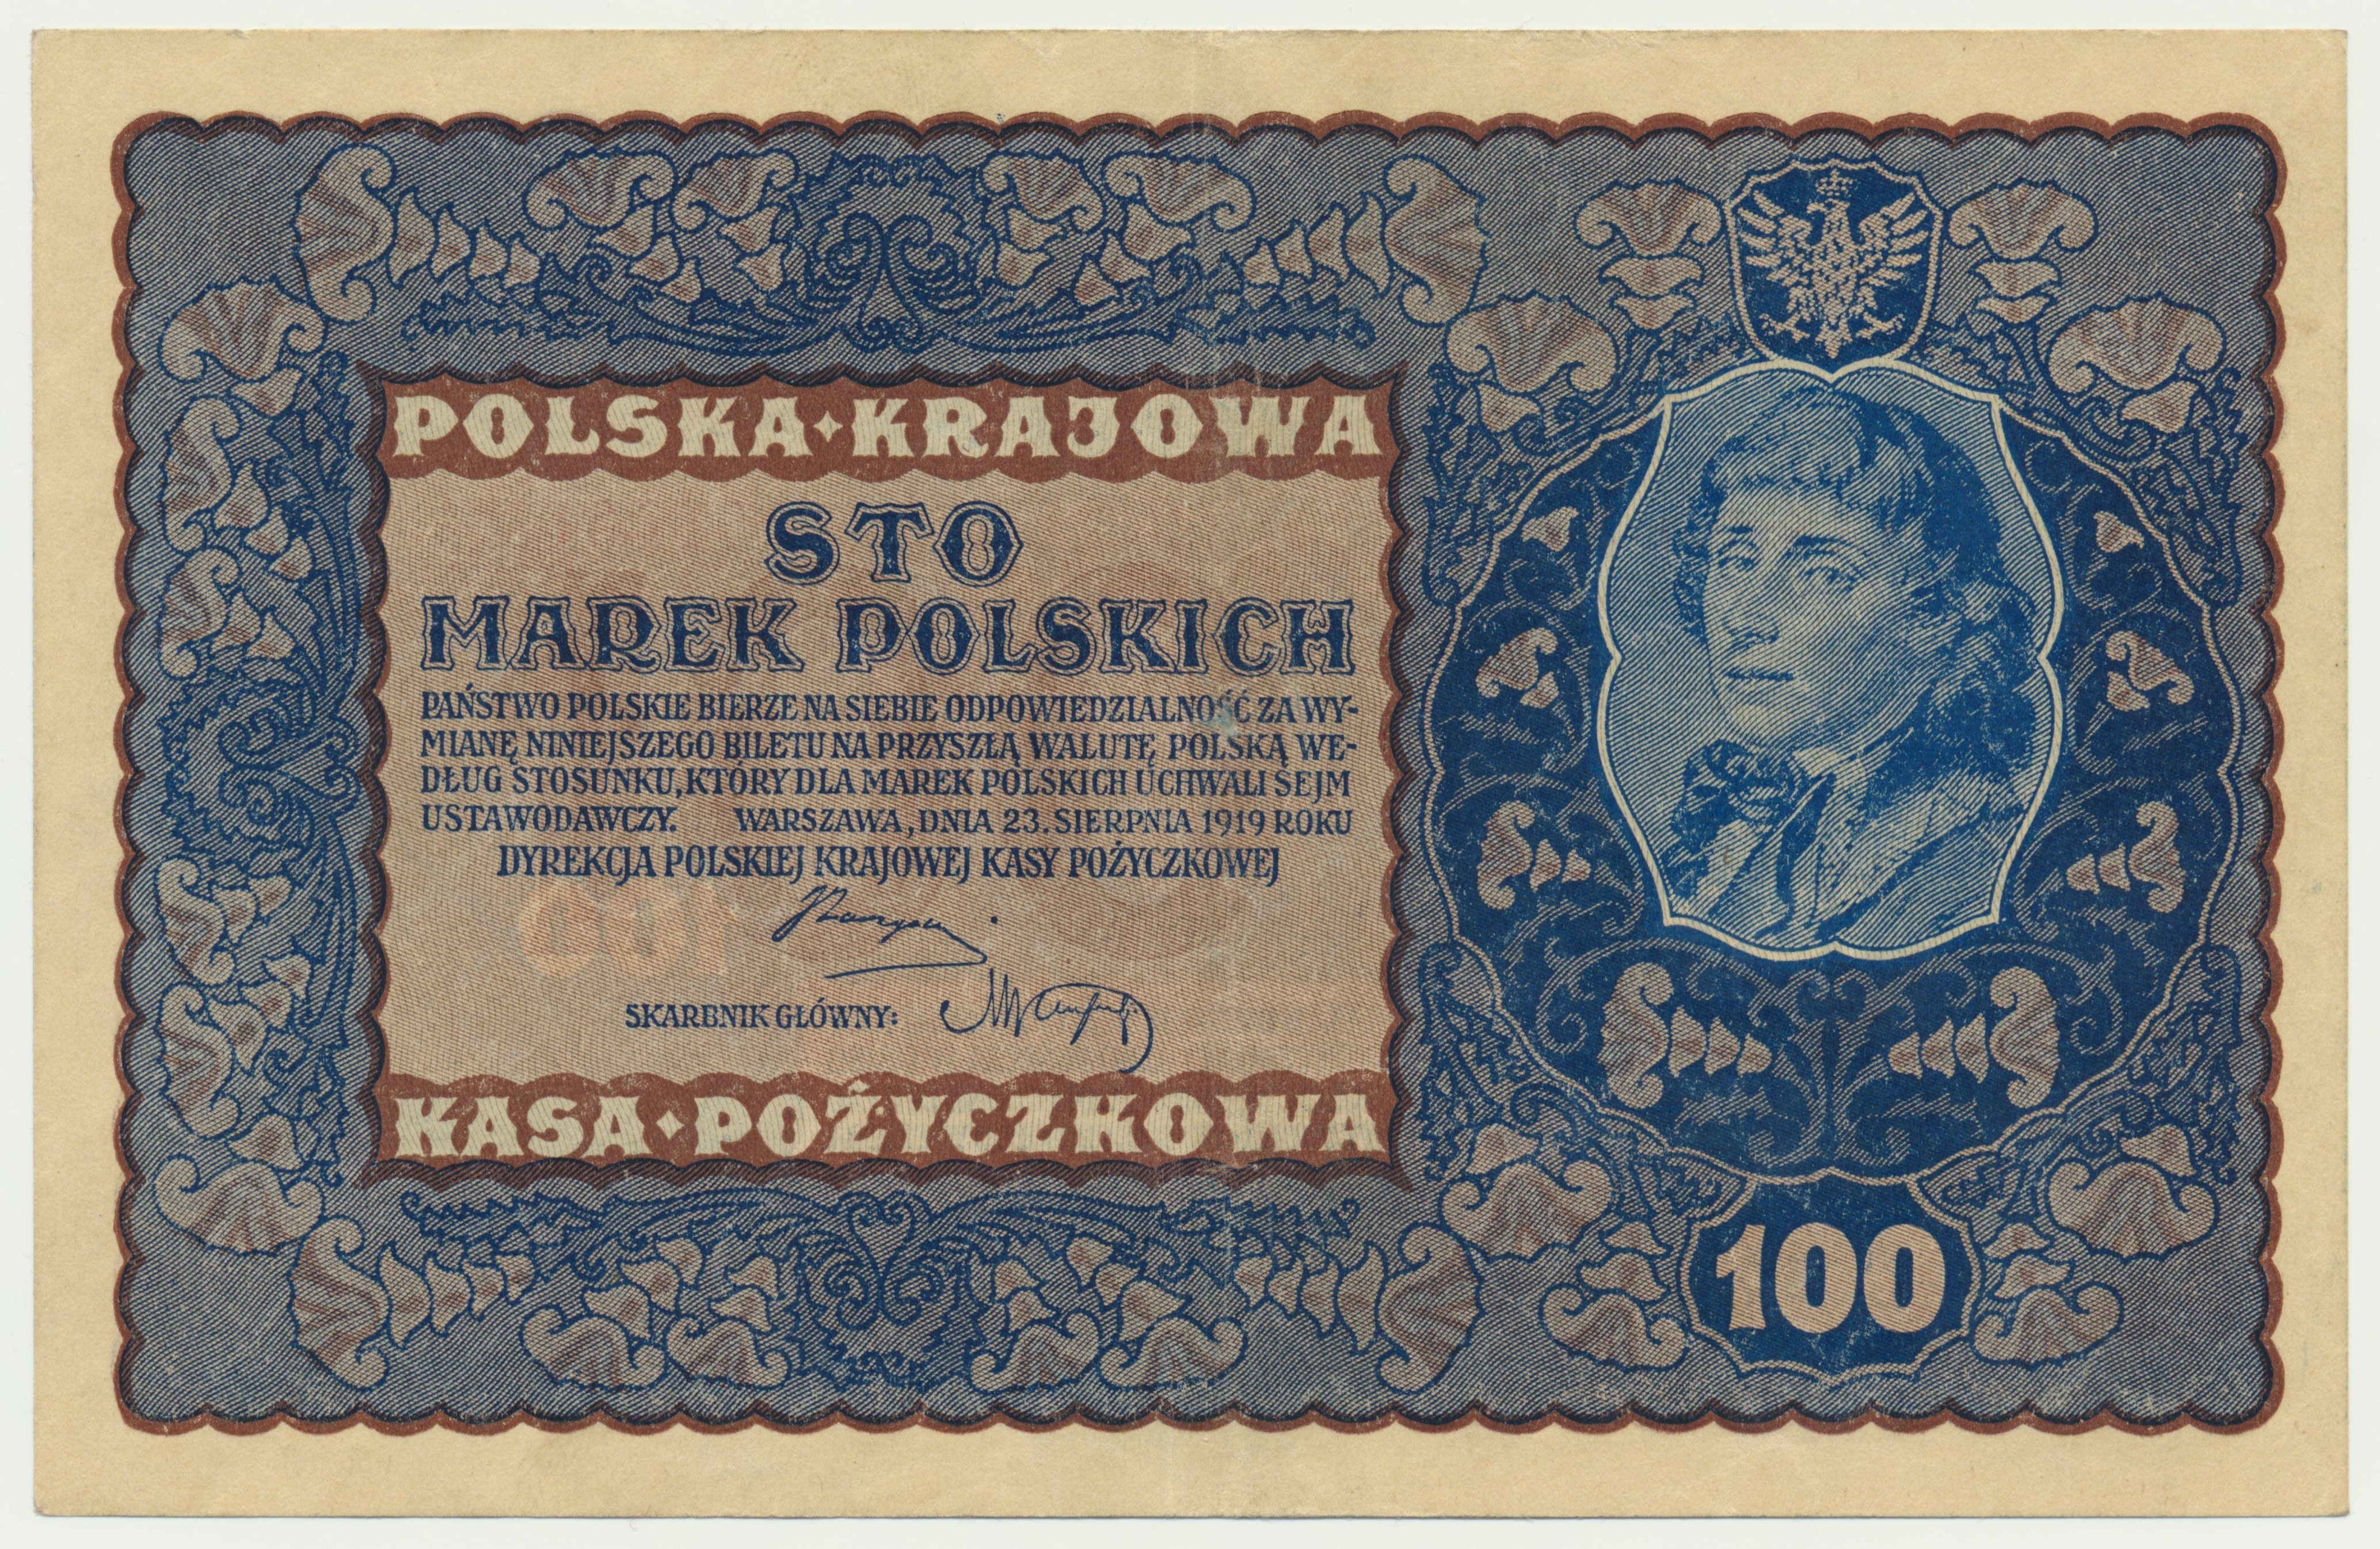 POLSKA · KRAJOWA
STO
MAREK POLSKICH
PAŃSTWO POLSKIE BIERZE NA SIEBIE ODPOWIEDZIALNOŚĆ ZA WY-
MIANĘ NINIEJSZEGO BILETU NA PRZYSZŁĄ WALUTĘ POLSKĄ WE-
DŁUG STOSUNKU, KTÓRY DLA MAREK POLSKICH UCHWALI SEJM
USTAWODAWCZY. WARSZAWA, DNIA 23. SIERPNIA 1919 ROKU
DYREKCJA POLSKIEJ KRAJOWEJ KASY POŻYCZKOWEJ
SKARBNIK GŁÓWNY:
KASA · POŻYCZKOWA
100